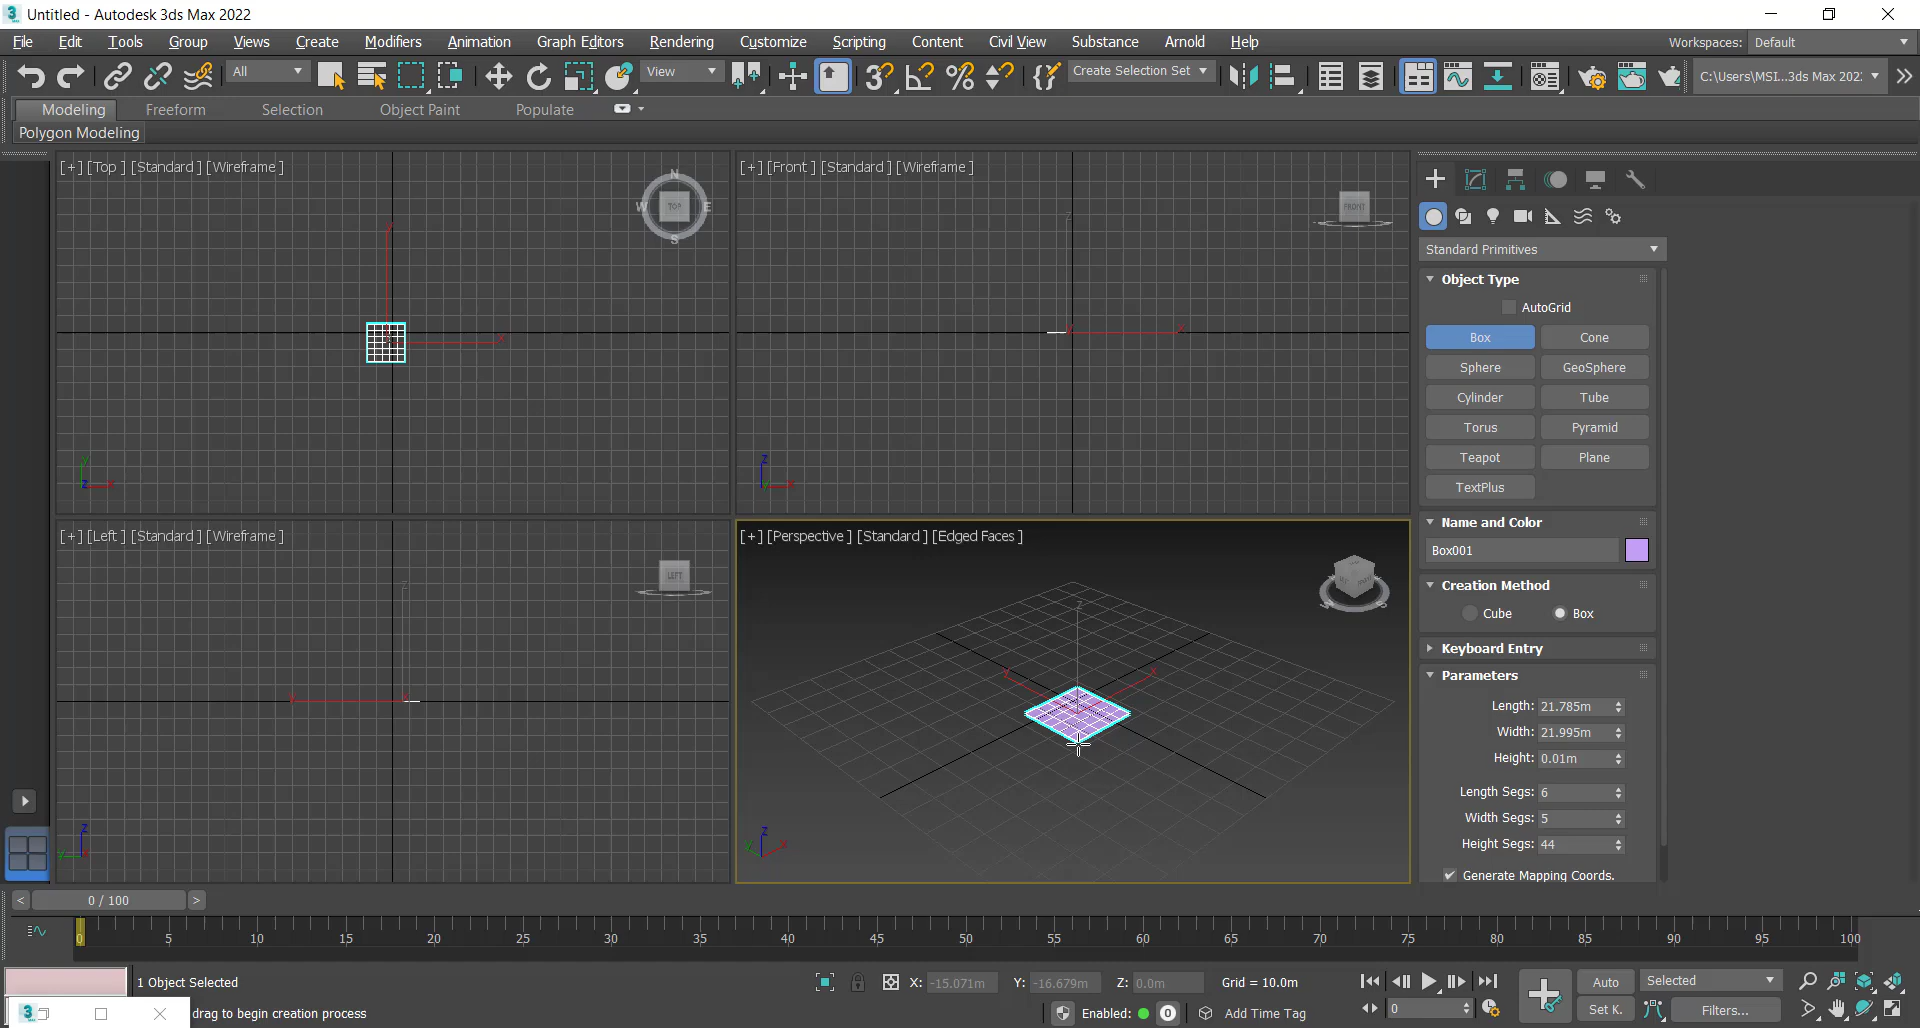 Untitled - Autodesk 3ds Max 2022
File Edit Tools Group Views Create Modifiers Animation Graph Editors Rendering Customize Scripting Content Civil View Substance Arnold Help Workspaces: Default
All View Create Selection Set C:\Users\MSI...3ds Max 202:
Modeling Freeform Selection Object Paint Populate
Polygon Modeling
[+] [Top ] [Standard ] [Wireframe ]
N
W TOP E
S
x
y
z x
[+] [Front ] [Standard ] [Wireframe ]
FRONT
z
x
z
y x
[+] [Left ] [Standard ] [Wireframe ]
LEFT
z
y x
z
y x
[+] [Perspective ] [Standard ] [Edged Faces ]
W S
z
y x
z
y x
Standard Primitives
Object Type
AutoGrid
Box Cone
Sphere GeoSphere
Cylinder Tube
Torus Pyramid
Teapot Plane
TextPlus
Name and Color
Box001
Creation Method
Cube Box
Keyboard Entry
Parameters
Length: 21.785m
Width: 21.995m
Height: 0.01m
Length Segs: 6
Width Segs: 5
Height Segs: 44
Generate Mapping Coords.
< 0 / 100 >
0 5 10 15 20 25 30 35 40 45 50 55 60 65 70 75 80 85 90 95 100
1 Object Selected X: -15.071m Y: -16.679m Z: 0.0m Grid = 10.0m Auto Selected
drag to begin creation process Enabled: 0 Add Time Tag 0 Set K. Filters...